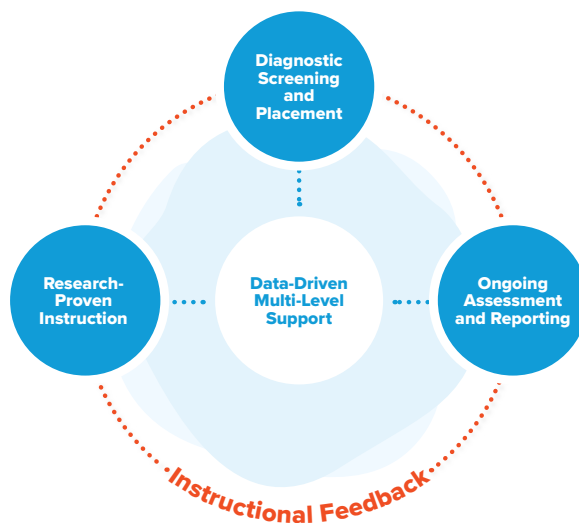 Diagnostic
Screening
and
Placement
Research-
Proven
Instruction
Data-Driven
Multi-Level
Support
Ongoing
Assessment
and Reporting
Instructional Feedback